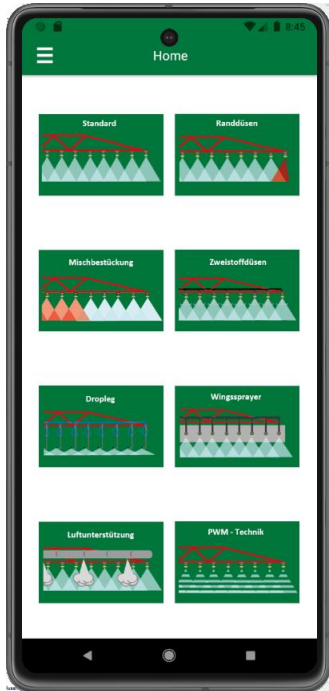 8:45
Home
Standard
Randdüsen
Mischbestückung
Zweistoffdüsen
Dropleg
Wingssprayer
Luftunterstützung
PWM - Technik